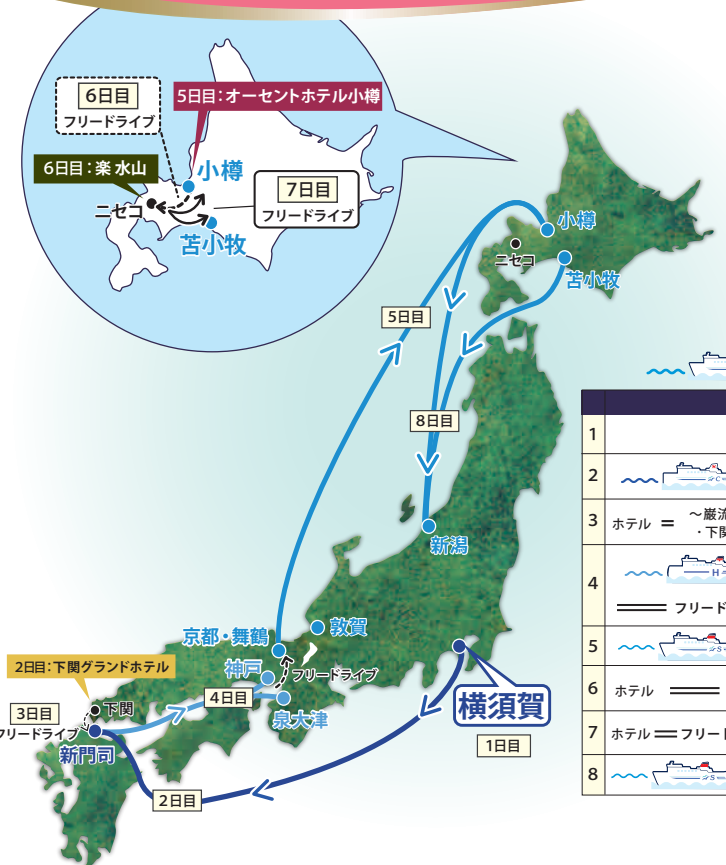 6日目
フリードライブ
5日目：オーセントホテル小樽
6日目：楽 水山
小樽
ニセコ
7日目
フリードライブ
苫小牧
小樽
ニセコ
苫小牧
5日目
8日目
新潟
敦賀
京都・舞鶴
神戸
フリードライブ
2日目：下関グランドホテル
4日目
泉大津
横須賀
1日目
下関
3日目
フリードライブ
新門司
2日目
1
2
3 ホテル ＝ ～巌流
・下関
4
フリード
5
6 ホテル
7 ホテル ＝ フリード
8